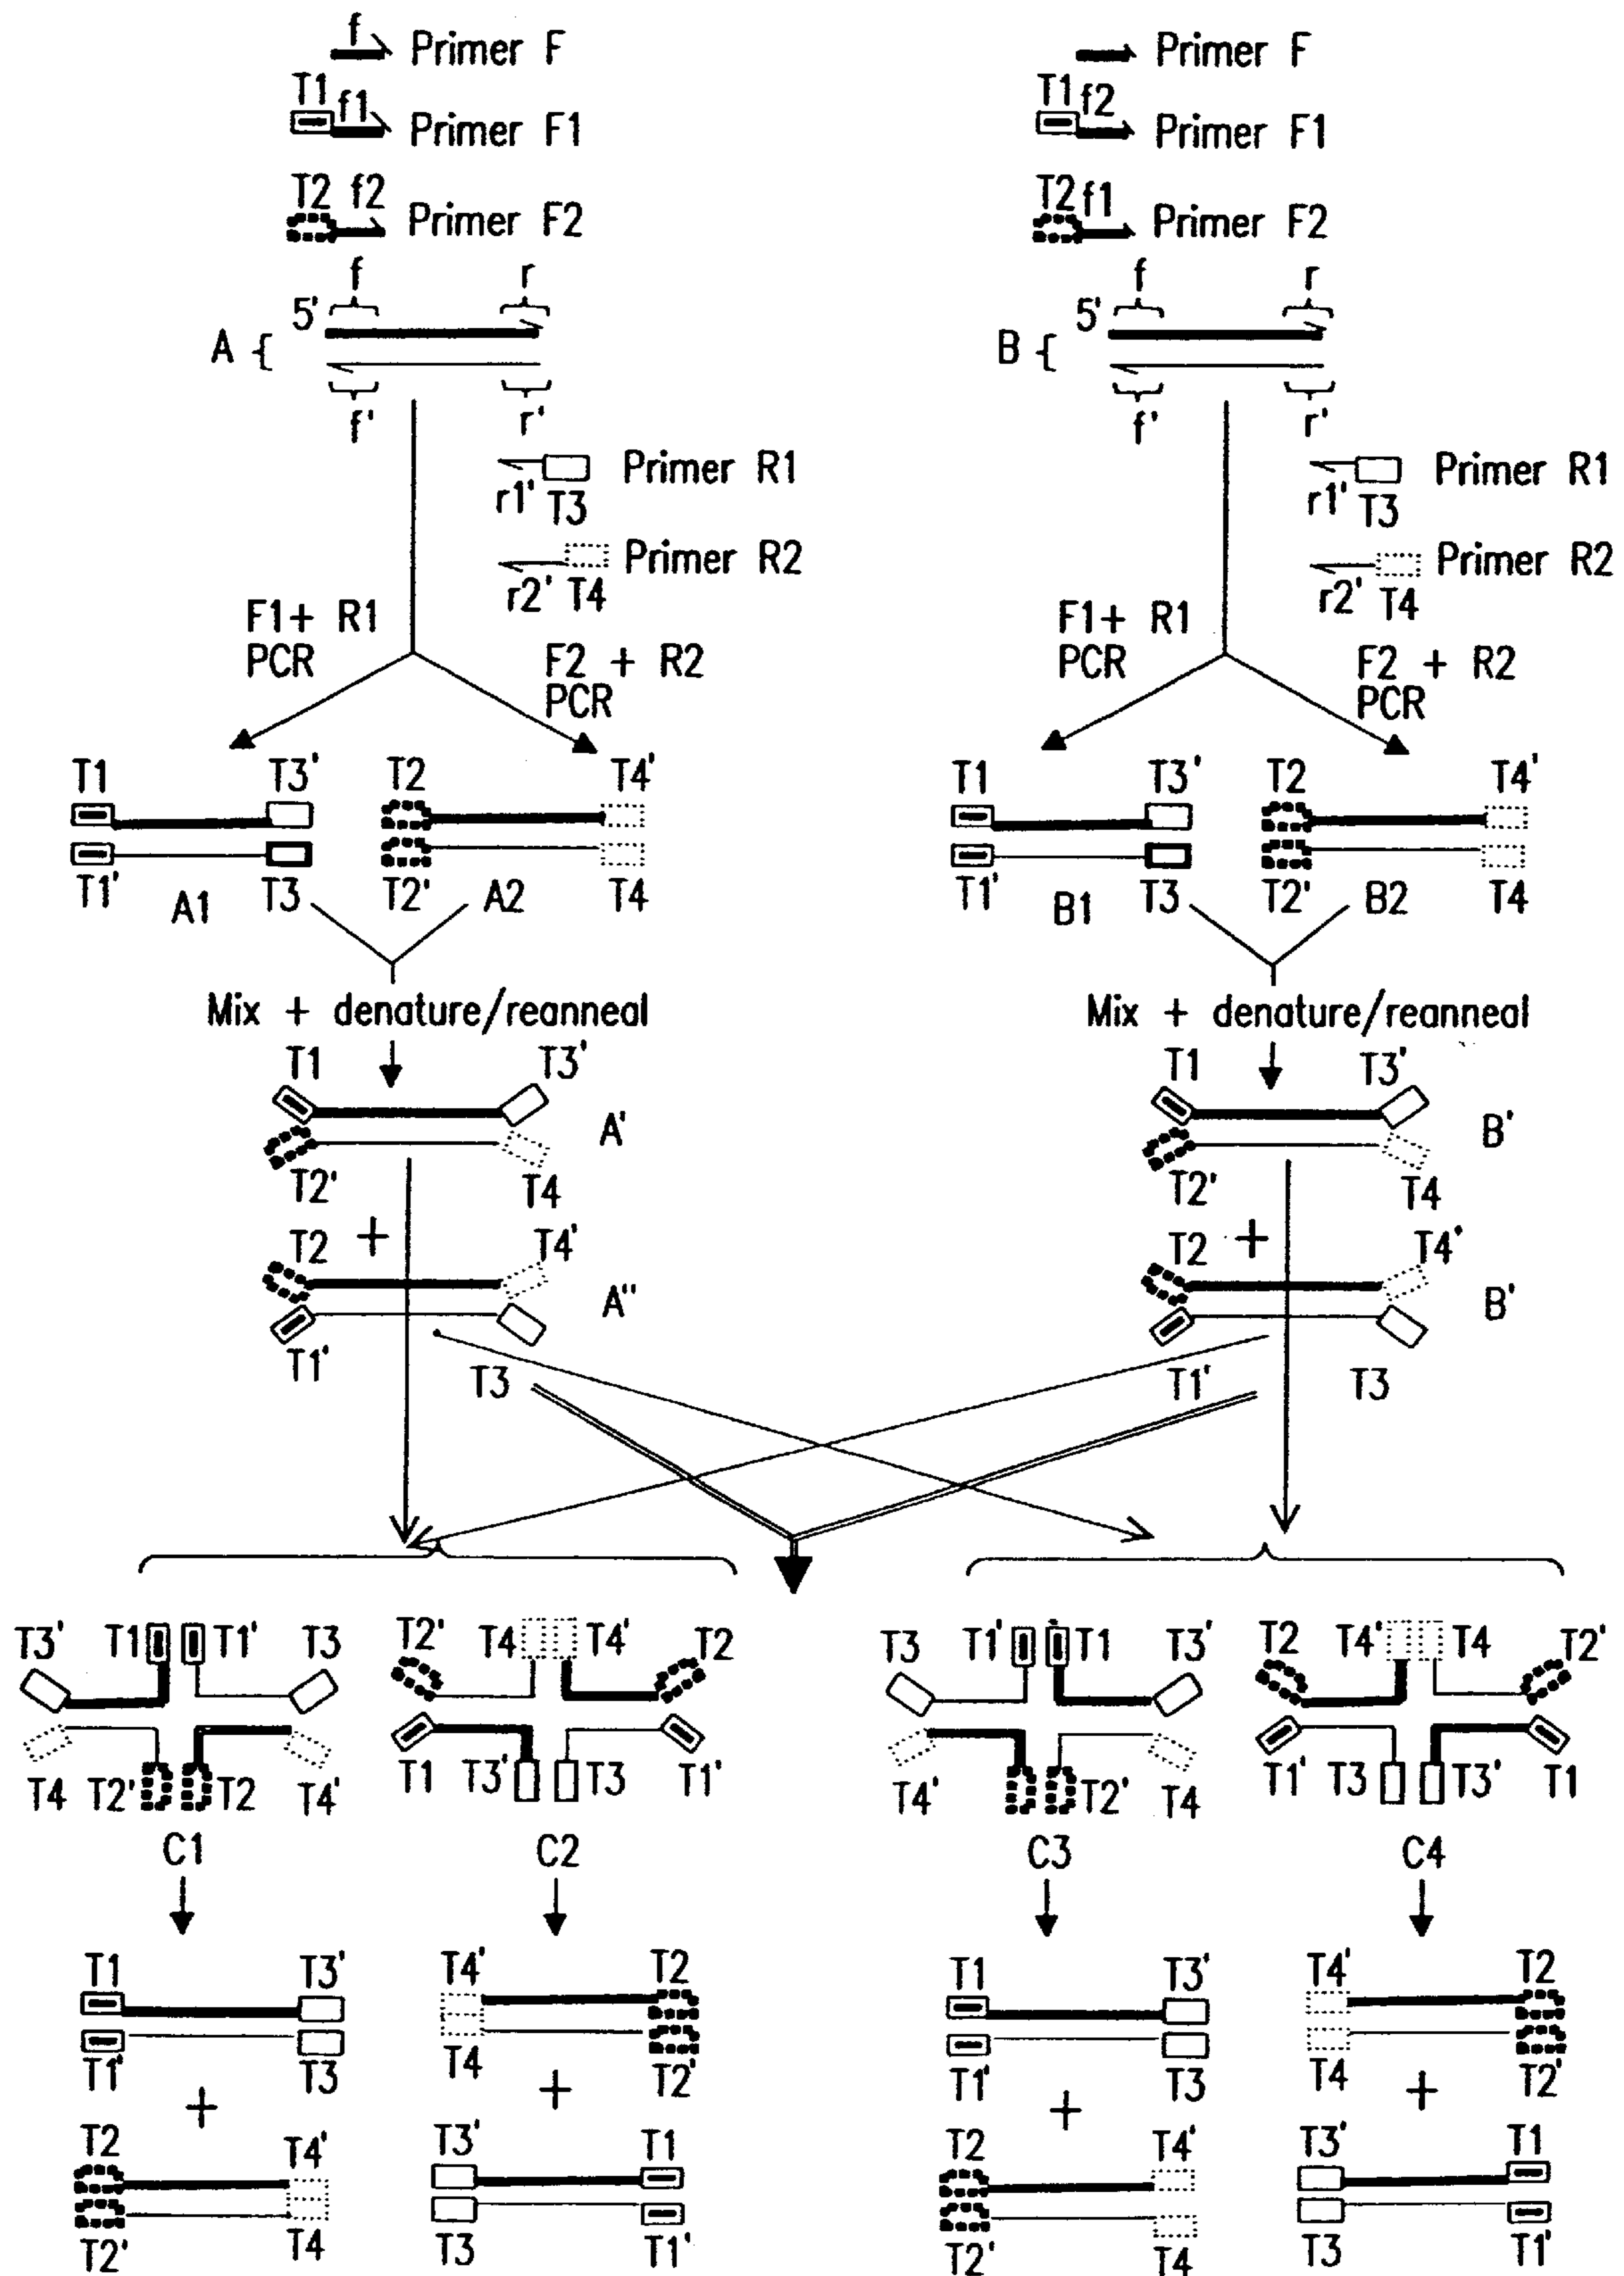 f
Primer F
T1 f1
Primer F1
T2 f2
Primer F2
f r
5'
A {
f' r'
Primer R1
r1' T3
Primer R2
r2' T4
F1+ R1
PCR
F2 + R2
PCR
T1 T3' T2 T4'
T1' A1 T3 T2' A2 T4
Mix + denature/reanneal
T1 T3'
A'
T2' T4
+
T2 T4'
A"
T1' T3
Primer F
T1 f2
Primer F1
T2 f1
Primer F2
f r
5'
B {
f' r'
Primer R1
r1' T3
Primer R2
r2' T4
F1+ R1
PCR
F2 + R2
PCR
T1 T3' T2 T4'
T1' B1 T3 T2' B2 T4
Mix + denature/reanneal
T1 T3'
B'
T2' T4
+
T2 T4'
B'
T1' T3
T3' T1 T1' T3
T4 T2' T2 T4'
C1
T1 T3'
T1' T3
+
T2 T4'
T2' T4
T2' T4 T4' T2
T1 T3' T3 T1'
C2
T4' T2
T4 T2'
+
T3' T1
T3 T1'
T3 T1' T1 T3'
T4' T2' T4
C3
T1 T3'
T1' T3
+
T2 T4'
T2' T4
T2 T4' T4 T2'
T1' T3 T3' T1
C4
T4' T2
T4 T2'
+
T3' T1
T3 T1'